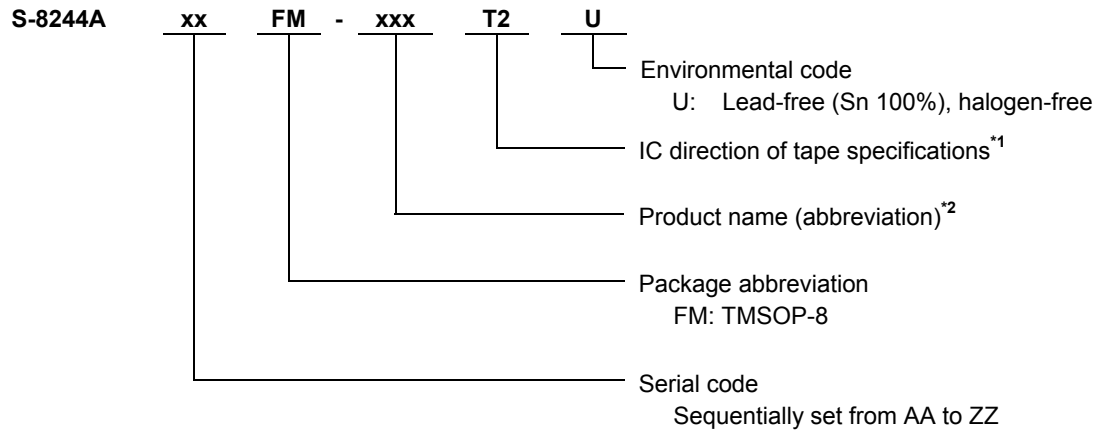 S-8244A xx FM - xxx T2 U
Environmental code
U: Lead-free (Sn 100%), halogen-free
IC direction of tape specifications*1
Product name (abbreviation)*2
Package abbreviation
FM: TMSOP-8
Serial code
Sequentially set from AA to ZZ